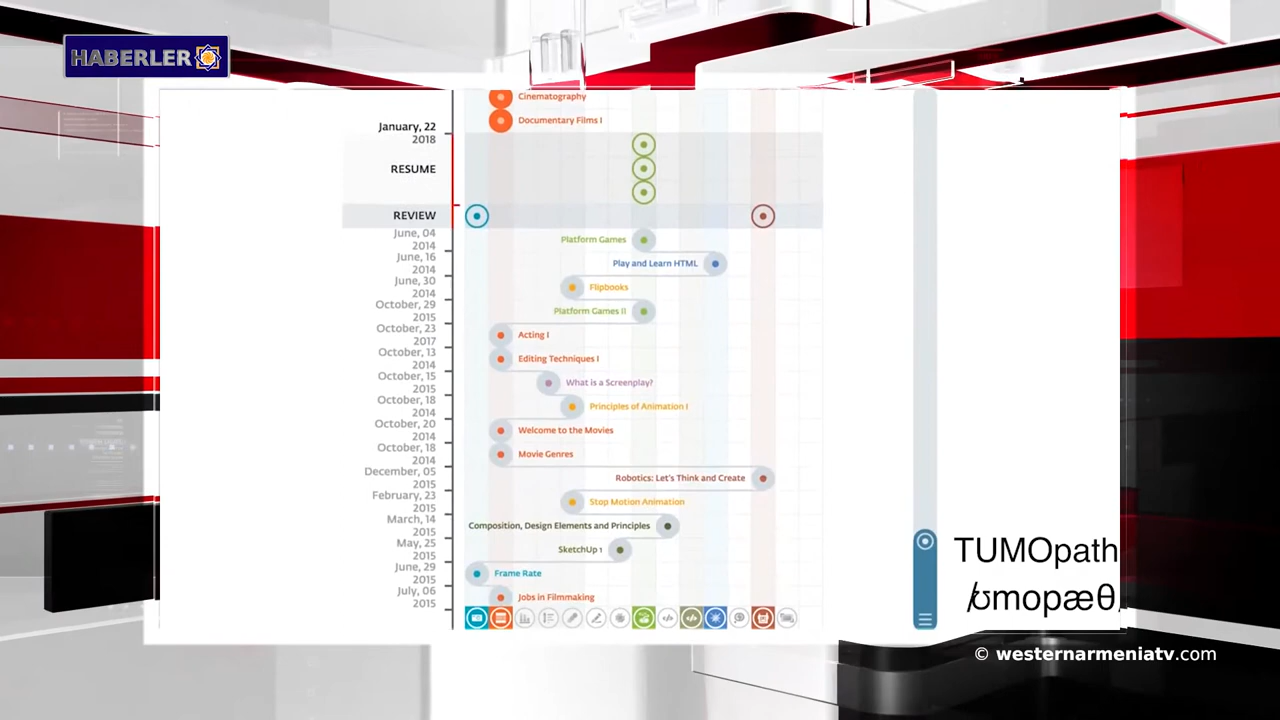 HABERLER
Cinematography
Documentary Films I
January, 22
2018
RESUME
REVIEW
June, 04
2014
Platform Games
June, 16
2014
Play and Learn HTML
June, 30
2014
Flipbooks
October, 29
2015
Platform Games II
October, 23
2017
Acting I
October, 13
2014
Editing Techniques I
October, 15
2015
What is a Screenplay?
October, 18
2014
Principles of Animation I
October, 20
2014
Welcome to the Movies
October, 18
2014
Movie Genres
December, 05
2015
Robotics: Let's Think and Create
February, 23
2015
Stop Motion Animation
March, 14
2015
Composition, Design Elements and Principles
May, 25
2015
SketchUp 1
June, 29
2015
Frame Rate
July, 06
2015
Jobs in Filmmaking
TUMOpath
/ʊmopæθ
© westernarmeniatv.com